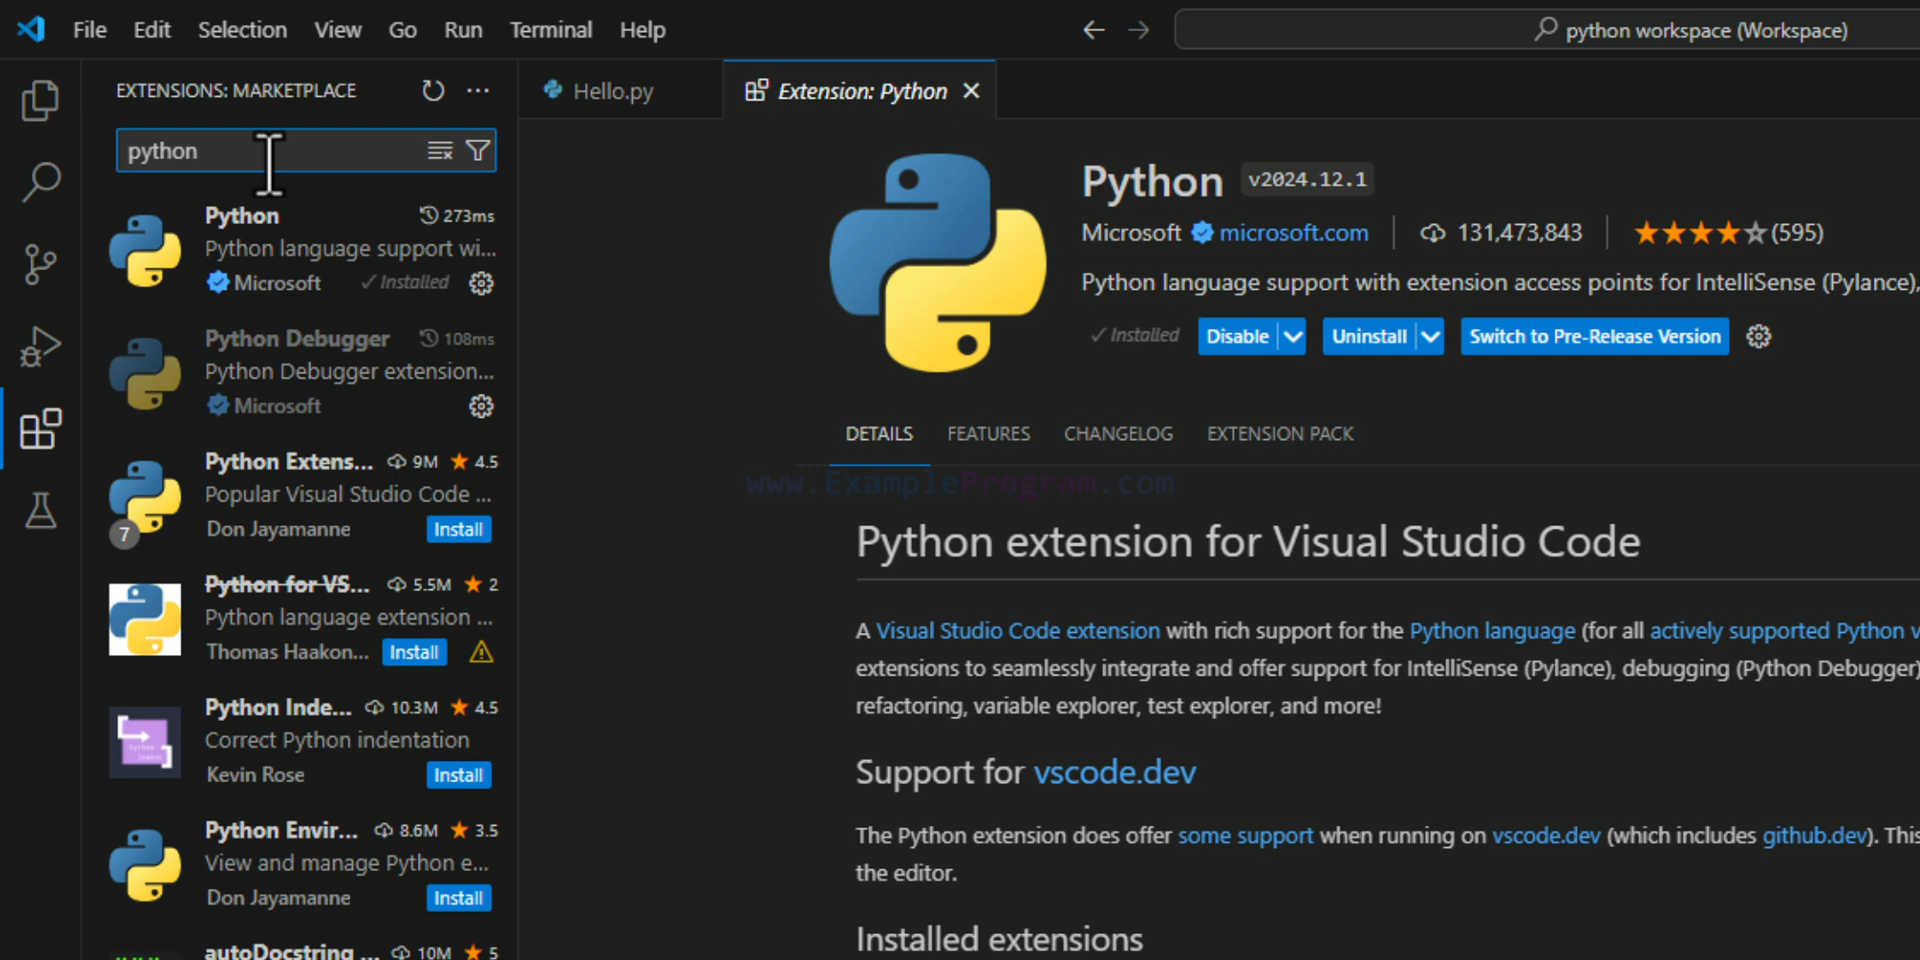 File Edit Selection View Go Run Terminal Help
python workspace (Workspace)
EXTENSIONS: MARKETPLACE
python
Python 273ms
Python language support wi...
Microsoft Installed
Python Debugger 108ms
Python Debugger extension...
Microsoft
Python Extens... 9M 4.5
Popular Visual Studio Code ...
7
Don Jayamanne Install
Python for VS... 5.5M 2
Python language extension ...
Thomas Haakon... Install
Python Inde... 10.3M 4.5
Correct Python indentation
Kevin Rose Install
Python Envir... 8.6M 3.5
View and manage Python e...
Don Jayamanne Install
autoDocstring ... 10M 5
Hello.py
Extension: Python
Python v2024.12.1
Microsoft microsoft.com 131,473,843 (595)
Python language support with extension access points for IntelliSense (Pylance),
Installed Disable Uninstall Switch to Pre-Release Version
DETAILS FEATURES CHANGELOG EXTENSION PACK
www.ExampleProgram.com
Python extension for Visual Studio Code
A Visual Studio Code extension with rich support for the Python language (for all actively supported Python v
extensions to seamlessly integrate and offer support for IntelliSense (Pylance), debugging (Python Debugger)
refactoring, variable explorer, test explorer, and more!
Support for vscode.dev
The Python extension does offer some support when running on vscode.dev (which includes github.dev). This
the editor.
Installed extensions